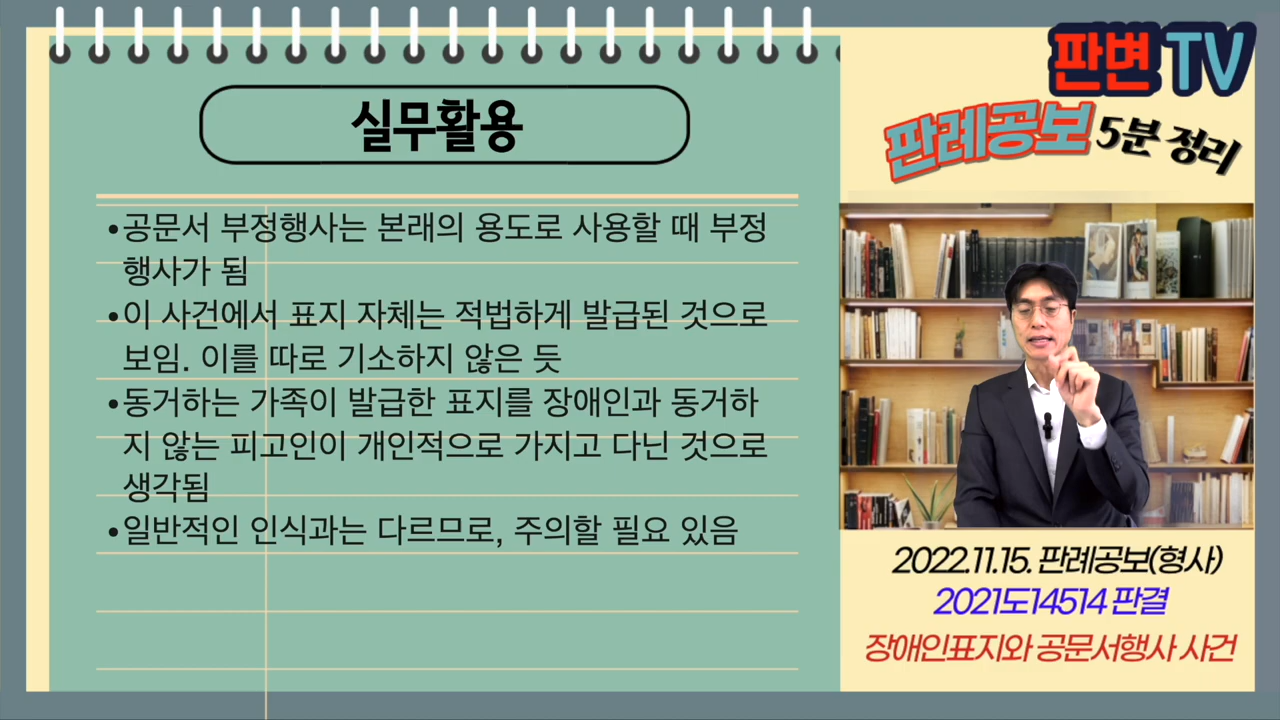 실무활용
•공문서 부정행사는 본래의 용도로 사용할 때 부정
행사가 됨
•이 사건에서 표지 자체는 적법하게 발급된 것으로
보임. 이를 따로 기소하지 않은 듯
•동거하는 가족이 발급한 표지를 장애인과 동거하
지 않는 피고인이 개인적으로 가지고 다닌 것으로
생각됨
•일반적인 인식과는 다르므로, 주의할 필요 있음
판변 TV
판례공보 5분 정리
2022.11.15. 판례공보(형사)
2021도14514 판결
장애인표지와 공문서행사 사건